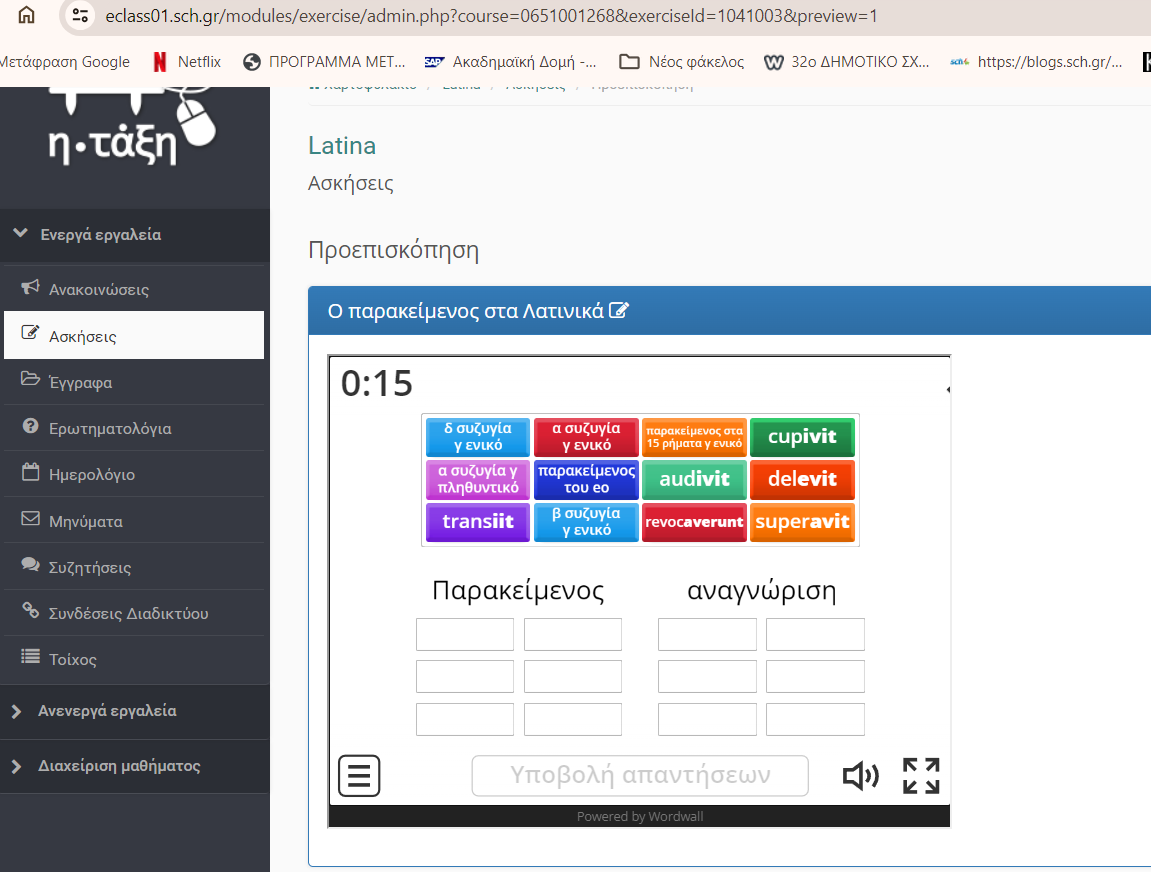 eclass01.sch.gr/modules/exercise/admin.php?course=0651001268&exerciseId=1041003&preview=1
Μετάφραση Google
Netflix
ΠΡΟΓΡΑΜΜΑ ΜΕΤ...
Ακαδημαϊκή Δομή -...
Νέος φάκελος
32ο ΔΗΜΟΤΙΚΟ ΣΧ...
https://blogs.sch.gr/...
η·τάξη
Latina
Ασκήσεις
Προεπισκόπηση
Ενεργά εργαλεία
Ανακοινώσεις
Ασκήσεις
Έγγραφα
Ερωτηματολόγια
Ημερολόγιο
Μηνύματα
Συζητήσεις
Συνδέσεις Διαδικτύου
Τοίχος
Ανενεργά εργαλεία
Διαχείριση μαθήματος
Ο παρακείμενος στα Λατινικά
0:15
δ συζυγία
γ ενικό
α συζυγία
γ ενικό
παρακείμενος στα
15 ρήματα γ ενικό
cupivit
α συζυγία γ
πληθυντικό
παρακείμενος
του eo
audivit
delevit
transiit
β συζυγία
γ ενικό
revocaverunt
superavit
Παρακείμενος
αναγνώριση
Υποβολή απαντήσεων
Powered by Wordwall